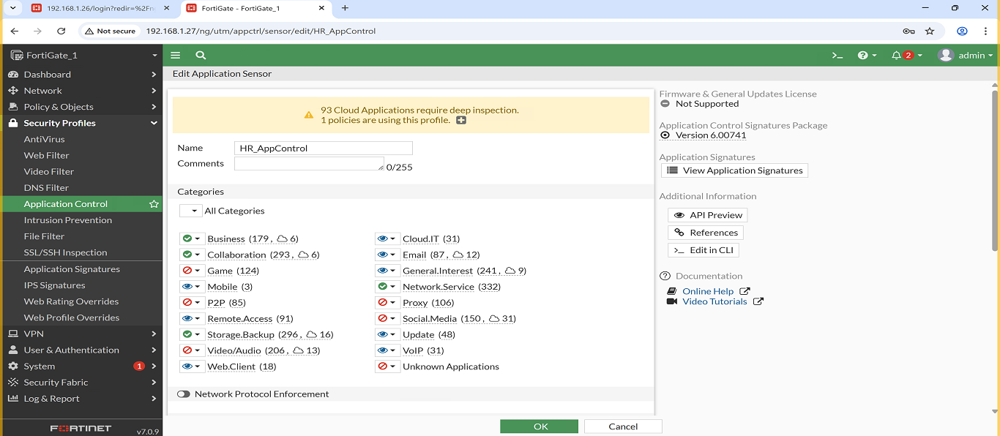 192.168.1.26/login?redir=%2Fn
FortiGate - FortiGate_1
Not secure
192.168.1.27/ng/utm/appctrl/sensor/edit/HR_AppControl
FortiGate_1
2
admin
Dashboard
Network
Policy & Objects
Security Profiles
AntiVirus
Web Filter
Video Filter
DNS Filter
Application Control
Intrusion Prevention
File Filter
SSL/SSH Inspection
Application Signatures
IPS Signatures
Web Rating Overrides
Web Profile Overrides
VPN
User & Authentication
System 1
Security Fabric
Log & Report
FORTINET
v7.0.9
Edit Application Sensor
93 Cloud Applications require deep inspection.
1 policies are using this profile.
Name HR_AppControl
Comments 0/255
Categories
All Categories
Business (179, 6)
Cloud.IT (31)
Collaboration (293, 6)
Email (87, 12)
Game (124)
General.Interest (241, 9)
Mobile (3)
Network.Service (332)
P2P (85)
Proxy (106)
Remote.Access (91)
Social.Media (150, 31)
Storage.Backup (296, 16)
Update (48)
Video/Audio (206, 13)
VoIP (31)
Web.Client (18)
Unknown Applications
Network Protocol Enforcement
OK
Cancel
Firmware & General Updates License
Not Supported
Application Control Signatures Package
Version 6.00741
Application Signatures
View Application Signatures
Additional Information
API Preview
References
>_ Edit in CLI
Documentation
Online Help
Video Tutorials